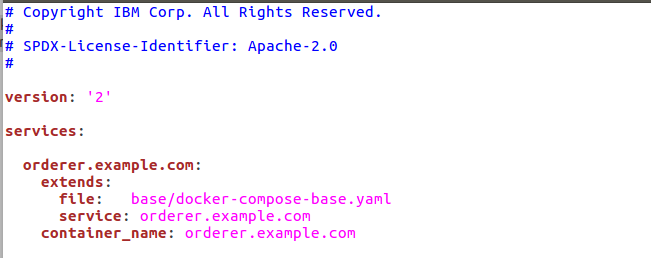 # Copyright IBM Corp. All Rights Reserved.
#
# SPDX-License-Identifier: Apache-2.0
#
version: '2'
services:
orderer.example.com:
extends:
file:   base/docker-compose-base.yaml
service: orderer.example.com
container_name: orderer.example.com